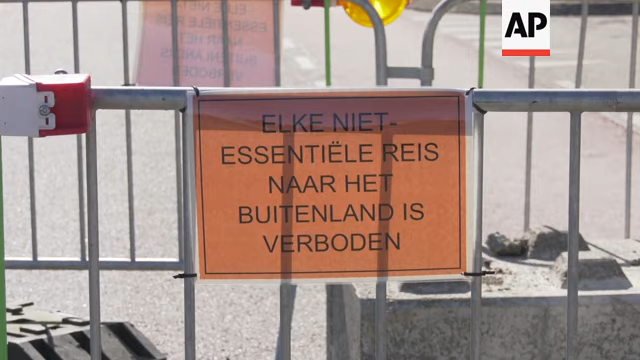 AP
ELKE NIET-
ESSENTIËLE REIS
NAAR HET
BUITENLAND IS
VERBODEN